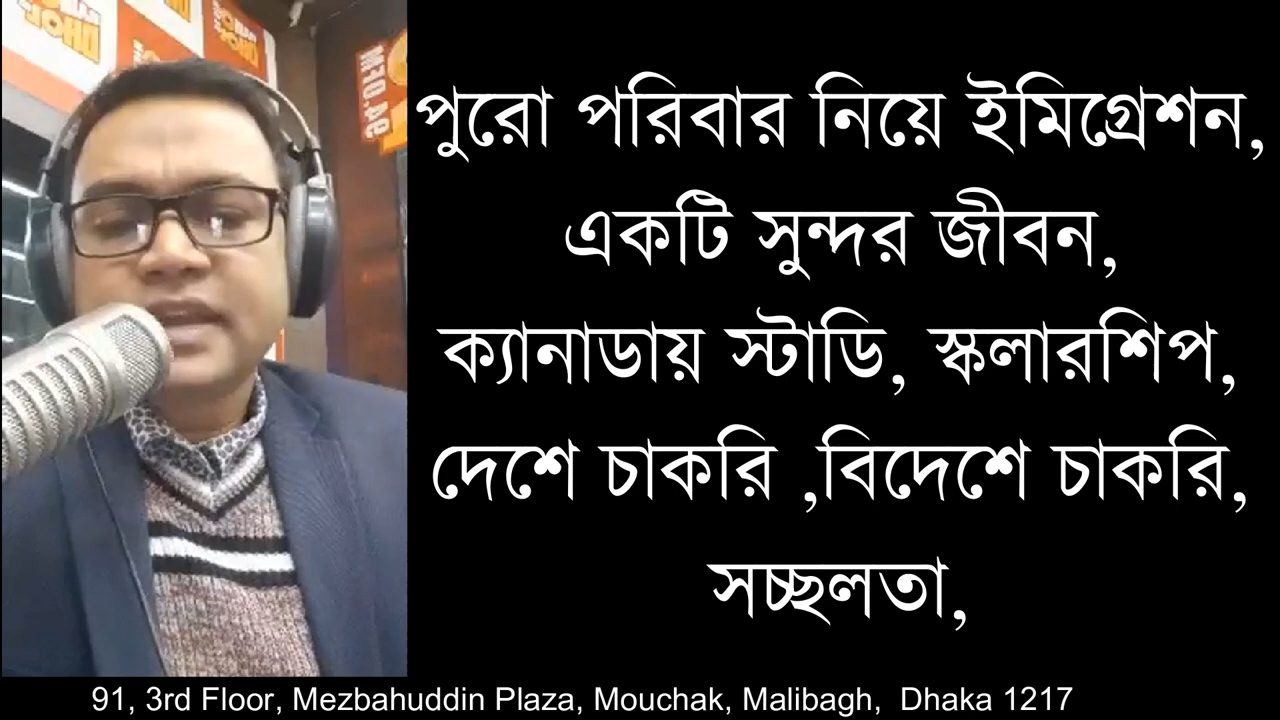 পুরো পরিবার নিয়ে ইমিগ্রেশন,
একটি সুন্দর জীবন,
ক্যানাডায় স্টাডি, স্কলারশিপ,
দেশে চাকরি ,বিদেশে চাকরি,
সচ্ছলতা,
91, 3rd Floor, Mezbahuddin Plaza, Mouchak, Malibagh, Dhaka 1217